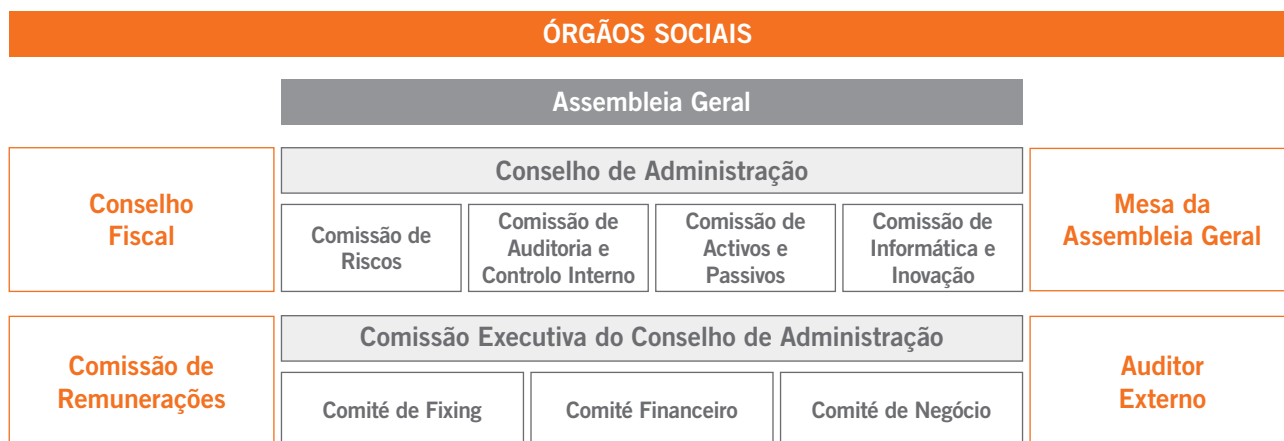 ÓRGÃOS SOCIAIS
Assembleia Geral
Conselho
Fiscal
Conselho de Administração
Comissão de
Riscos
Comissão de
Auditoria e
Controlo Interno
Comissão de
Activos e
Passivos
Comissão de
Informática e
Inovação
Mesa da
Assembleia Geral
Comissão de
Remunerações
Comissão Executiva do Conselho de Administração
Comité de Fixing
Comité Financeiro
Comité de Negócio
Auditor
Externo